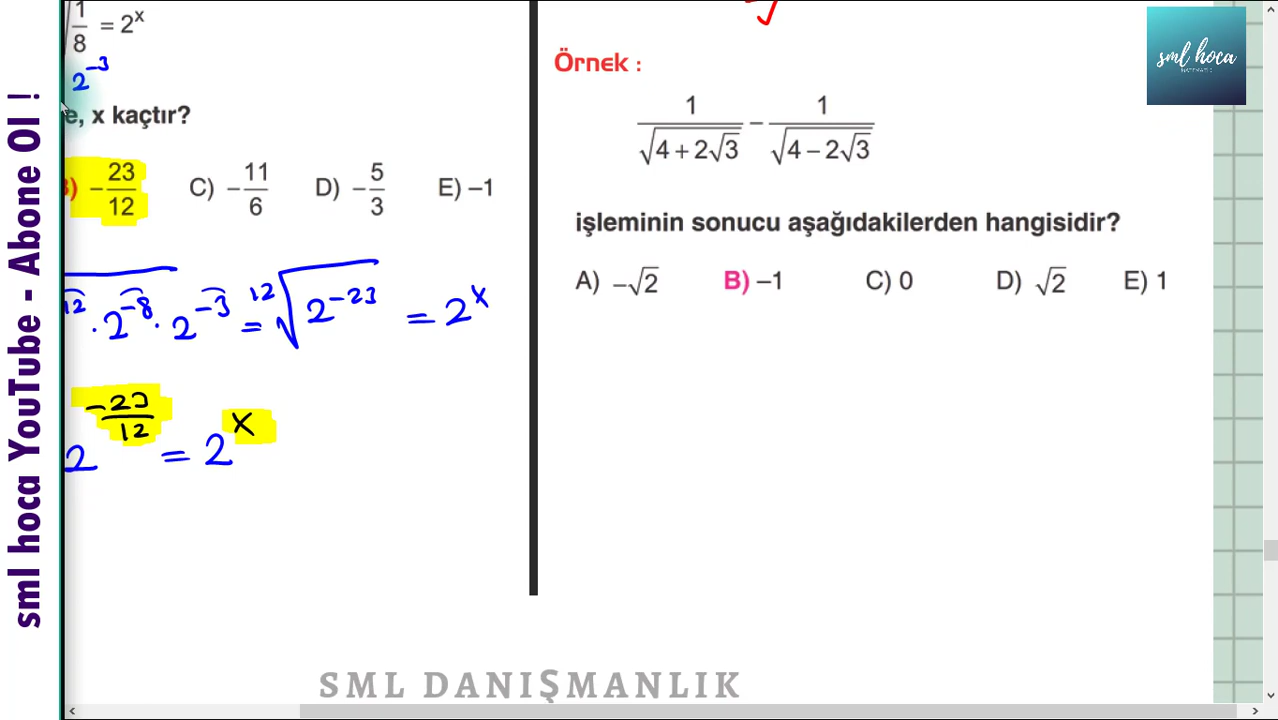 sml hoca YouTube - Abone Ol !
√1/8 = 2^x
2^-3
e, x kaçtır?
B) -23/12 C) -11/6 D) -5/3 E) –1
12 · 2^-8 · 2^-3 = 12√2^-23 = 2^x
2^-23/12 = 2^x
Örnek :
1/√(4 + 2√3) – 1/√(4 – 2√3)
işleminin sonucu aşağıdakilerden hangisidir?
A) –√2 B) –1 C) 0 D) √2 E) 1
sml hoca
MATEMATİK
SML DANIŞMANLIK